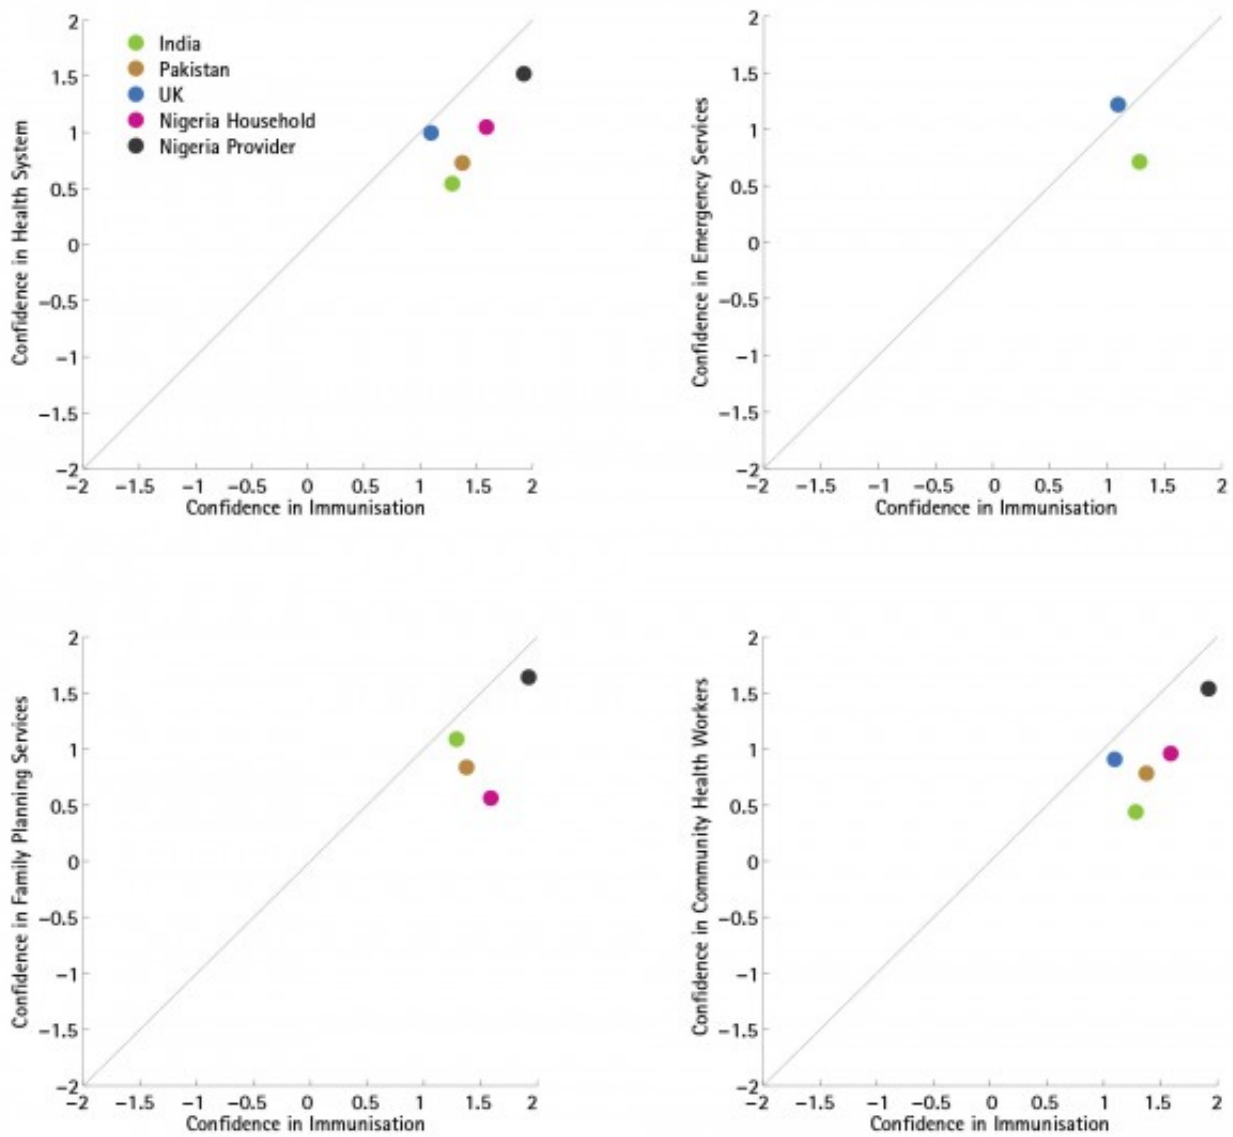 2
1.5
1
0.5
0
−0.5
−1
−1.5
−2
Confidence in Health System
India
Pakistan
UK
Nigeria Household
Nigeria Provider
−2 −1.5 −1 −0.5 0 0.5 1 1.5 2
Confidence in Immunisation
2
1.5
1
0.5
0
−0.5
−1
−1.5
−2
Confidence in Emergency Services
−2 −1.5 −1 −0.5 0 0.5 1 1.5 2
Confidence in Immunisation
2
1.5
1
0.5
0
−0.5
−1
−1.5
−2
Confidence in Family Planning Services
−2 −1.5 −1 −0.5 0 0.5 1 1.5 2
Confidence in Immunisation
2
1.5
1
0.5
0
−0.5
−1
−1.5
−2
Confidence in Community Health Workers
−2 −1.5 −1 −0.5 0 0.5 1 1.5 2
Confidence in Immunisation